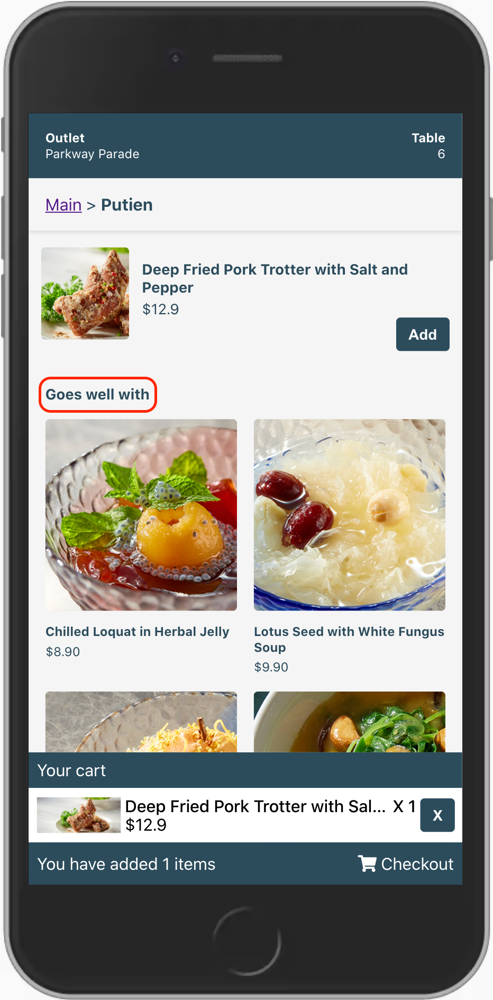 Outlet
Table
Parkway Parade
6
Main > Putien
Deep Fried Pork Trotter with Salt and
Pepper
$12.9
Add
Goes well with
Chilled Loquat in Herbal Jelly
$8.90
Lotus Seed with White Fungus
Soup
$9.90
Your cart
Deep Fried Pork Trotter with Sal... X 1
$12.9
X
You have added 1 items
Checkout